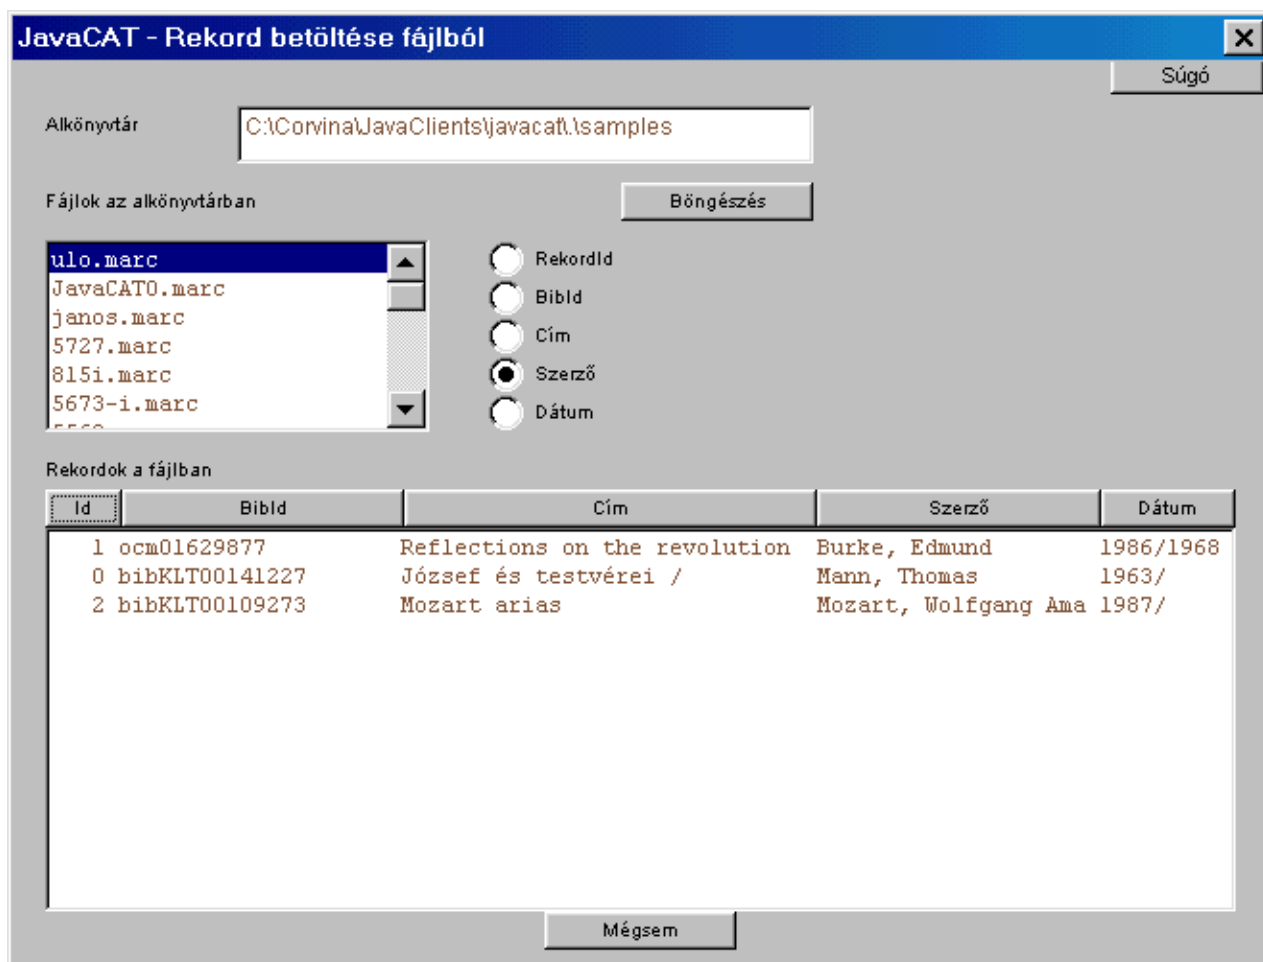 JavaCAT - Rekord betöltése fájlból
Súgó
Alkönyvtár
C:\Corvina\JavaClients\javacat\.\samples
Fájlok az alkönyvtárban
Böngészés
ulo.marc
JavaCAT0.marc
janos.marc
5727.marc
815i.marc
5673-i.marc
RekordId
BibId
Cím
Szerző
Dátum
Rekordok a fájlban
Id BibId Cím Szerző Dátum
1 ocm01629877 Reflections on the revolution Burke, Edmund 1986/1968
0 bibKLT00141227 József és testvérei / Mann, Thomas 1963/
2 bibKLT00109273 Mozart arias Mozart, Wolfgang Ama 1987/
Mégsem